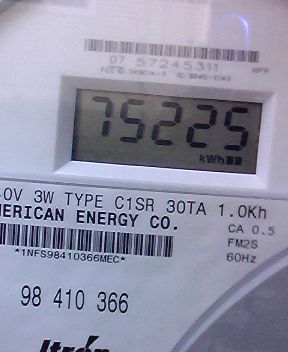 07 57245311
75225
kWh
0V 3W TYPE C1SR 30TA 1.0Kh
MERICAN ENERGY CO.
CA 0.5
FM2S
60Hz
*1NFS98410366MEC*
98 410 366
Itrón